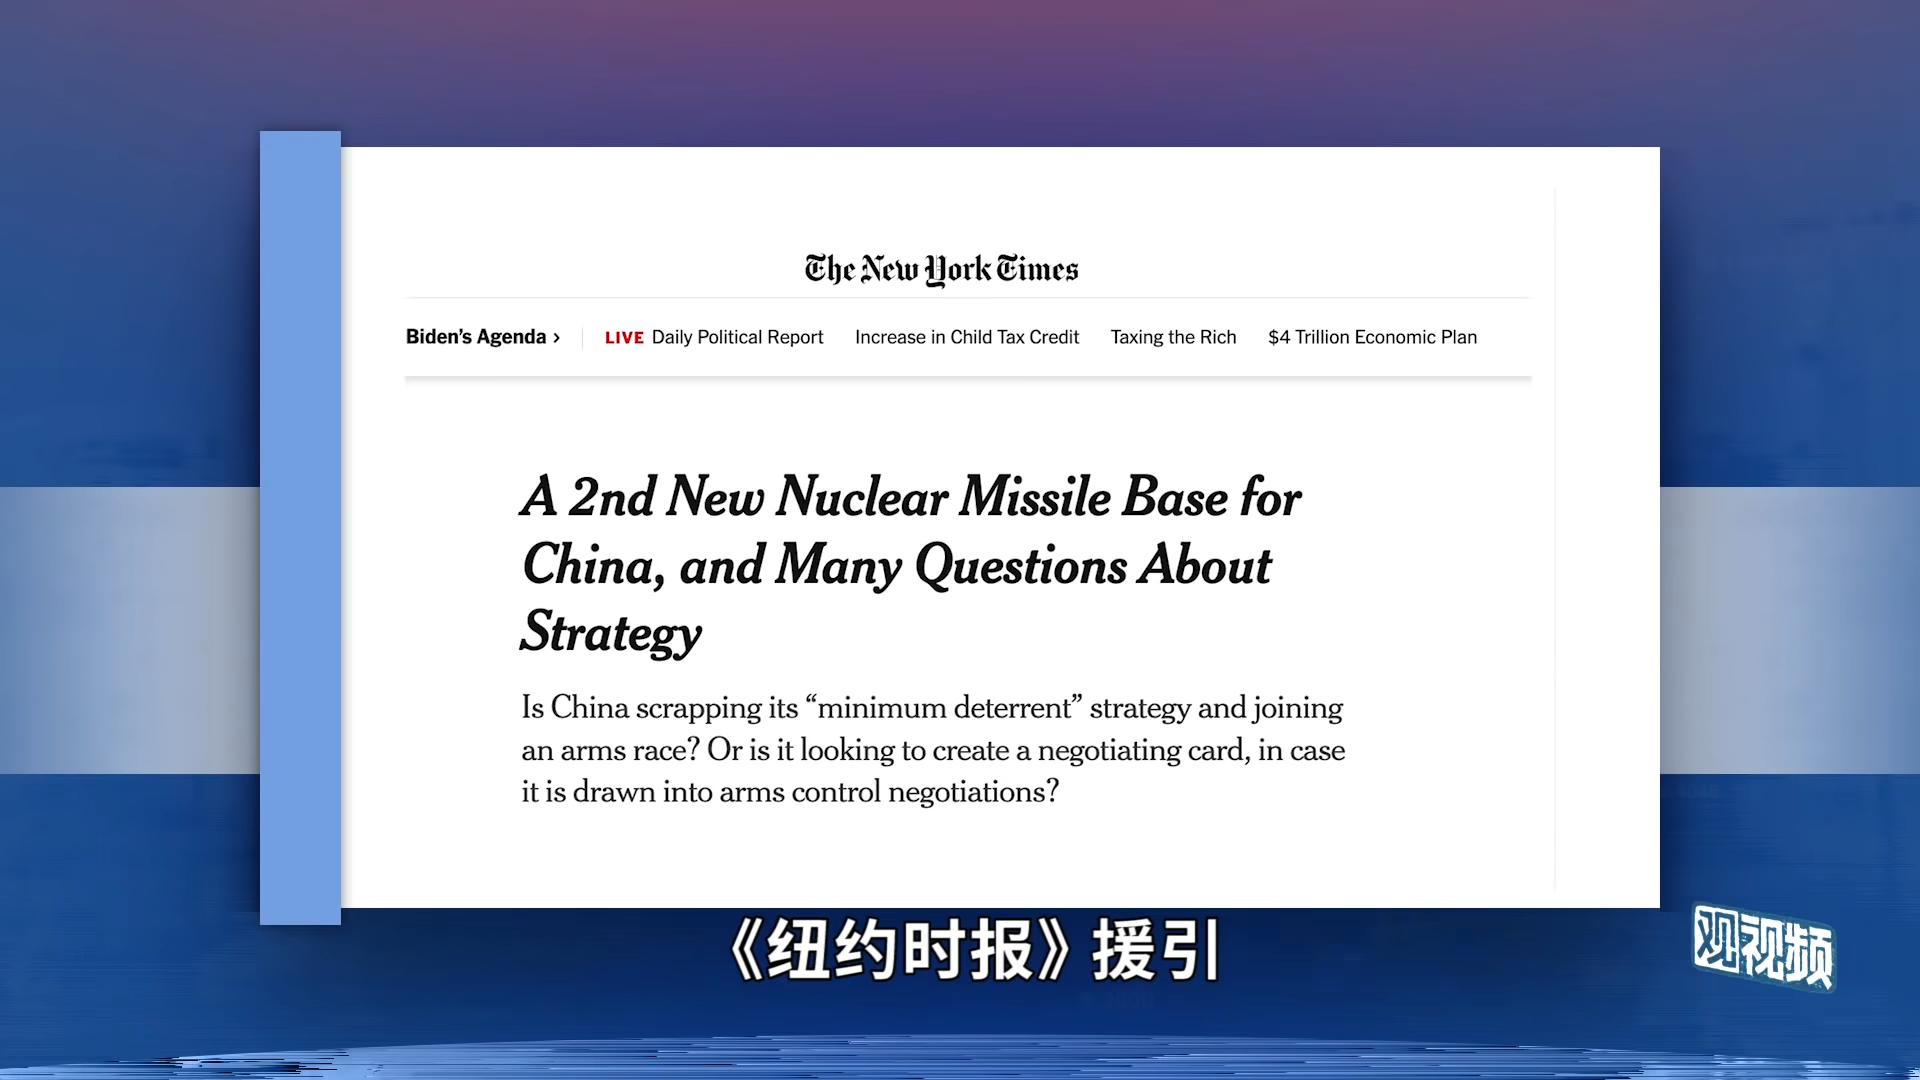 The New York Times
Biden’s Agenda › LIVE Daily Political Report Increase in Child Tax Credit Taxing the Rich $4 Trillion Economic Plan
A 2nd New Nuclear Missile Base for
China, and Many Questions About
Strategy
Is China scrapping its “minimum deterrent” strategy and joining
an arms race? Or is it looking to create a negotiating card, in case
it is drawn into arms control negotiations?
《纽约时报》援引
观视频